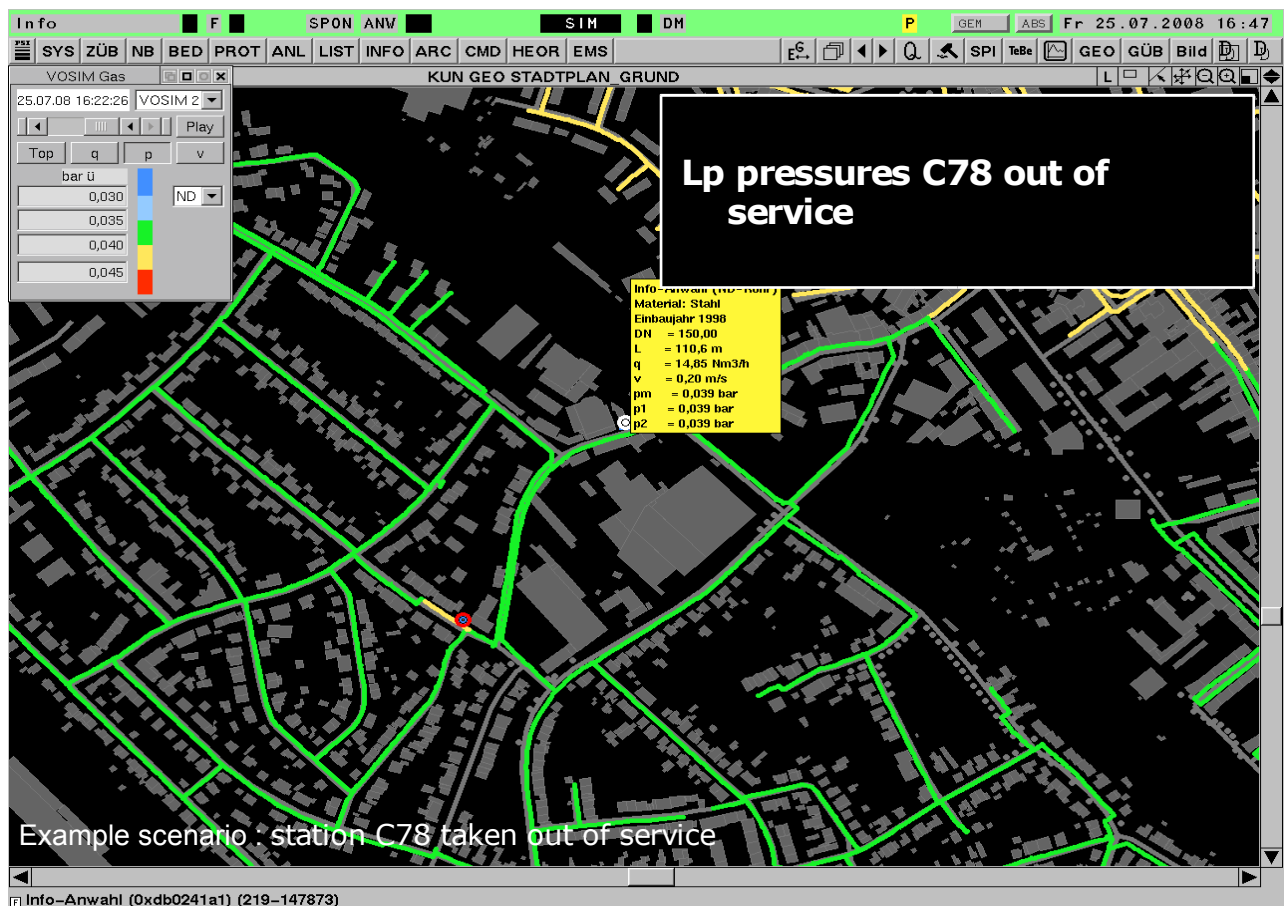 Info F SPON ANW SIM DM P GEM ABS Fr 25.07.2008 16:47
PSI SYS ZÜB NB BED PROT ANL LIST INFO ARC CMD HEOR EMS SPI TeBe GEO GÜB Bild
VOSIM Gas
KUN GEO STADTPLAN_GRUND L
25.07.08 16:22:26 VOSIM 2
Play
Top q p v
bar ü
0,030 ND
0,035
0,040
0,045
Lp pressures C78 out of
service
Info-Anwahl (ND-Rohr)
Material: Stahl
Einbaujahr 1998
DN = 150,00
L = 110,6 m
q = 14,85 Nm3/h
v = 0,20 m/s
pm = 0,039 bar
p1 = 0,039 bar
p2 = 0,039 bar
Example scenario : station C78 taken out of service
F Info-Anwahl (0xdb0241a1) (219-147873)